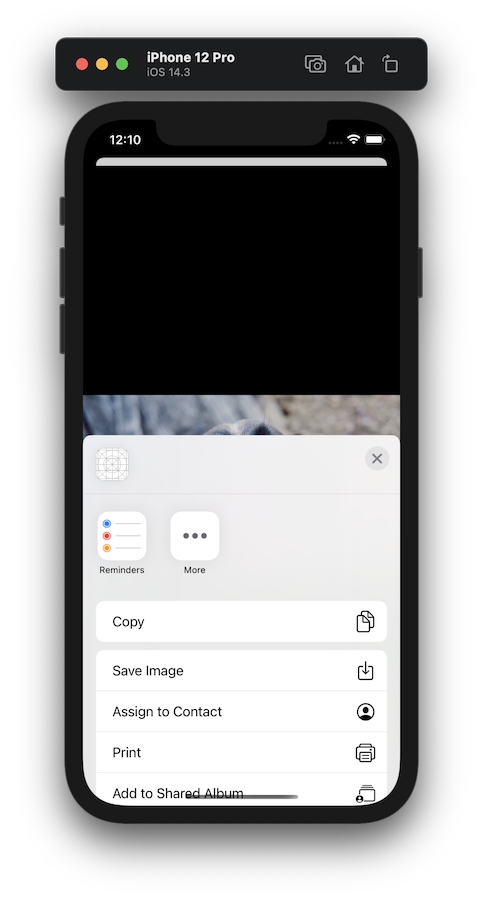 iPhone 12 Pro
iOS 14.3
12:10
Reminders
More
Copy
Save Image
Assign to Contact
Print
Add to Shared Album